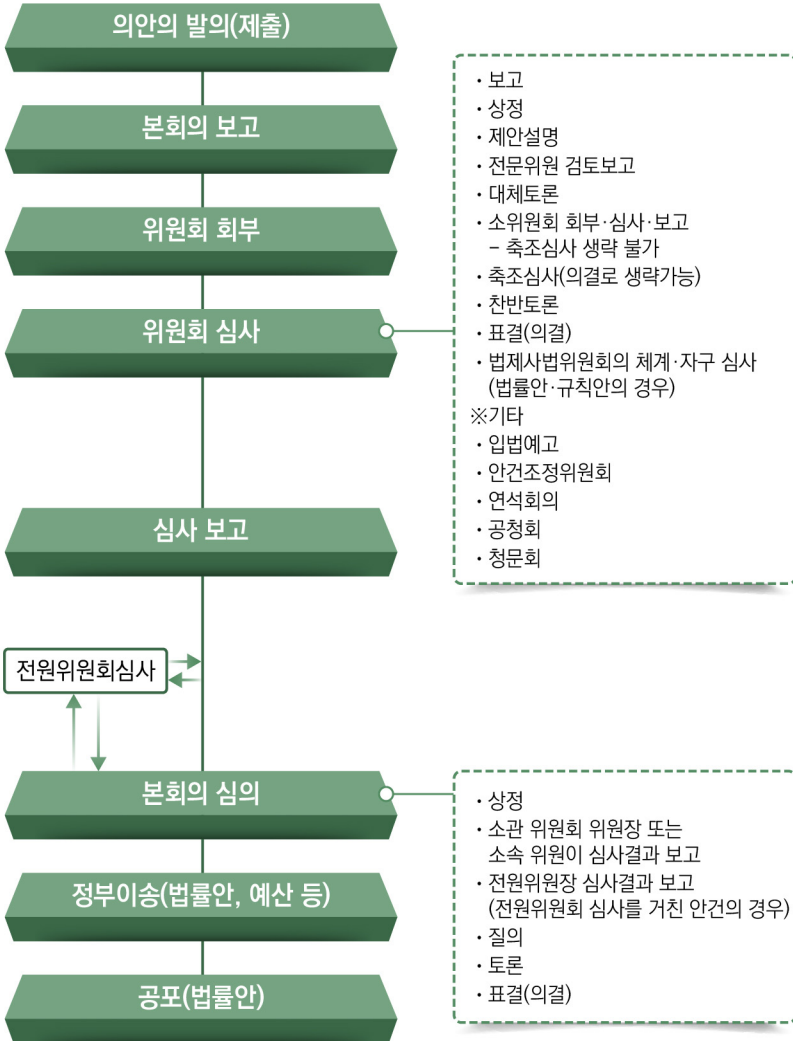 의안의 발의(제출)
본회의 보고
위원회 회부
위원회 심사
· 보고
· 상정
· 제안설명
· 전문위원 검토보고
· 대체토론
· 소위원회 회부·심사·보고
– 축조심사 생략 불가
· 축조심사(의결로 생략가능)
· 찬반토론
· 표결(의결)
· 법제사법위원회의 체계·자구 심사
(법률안·규칙안의 경우)
※기타
· 입법예고
· 안건조정위원회
· 연석회의
· 공청회
· 청문회
심사 보고
전원위원회심사
본회의 심의
· 상정
· 소관 위원회 위원장 또는
소속 위원이 심사결과 보고
· 전원위원장 심사결과 보고
(전원위원회 심사를 거친 안건의 경우)
· 질의
· 토론
· 표결(의결)
정부이송(법률안, 예산 등)
공포(법률안)